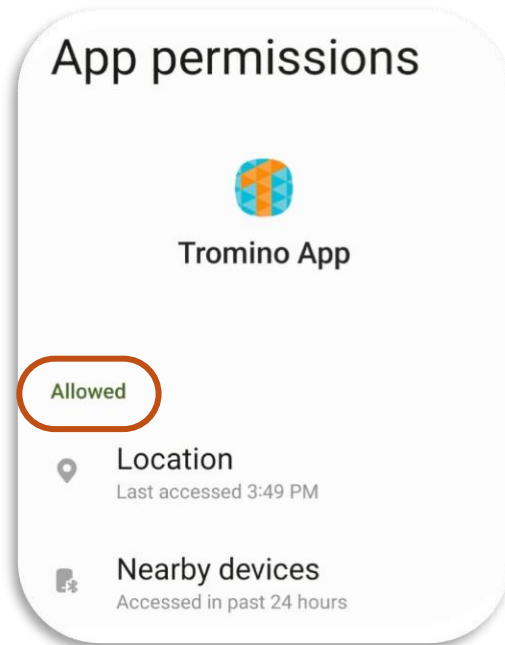 App permissions
Tromino App
Allowed
Location
Last accessed 3:49 PM
Nearby devices
Accessed in past 24 hours